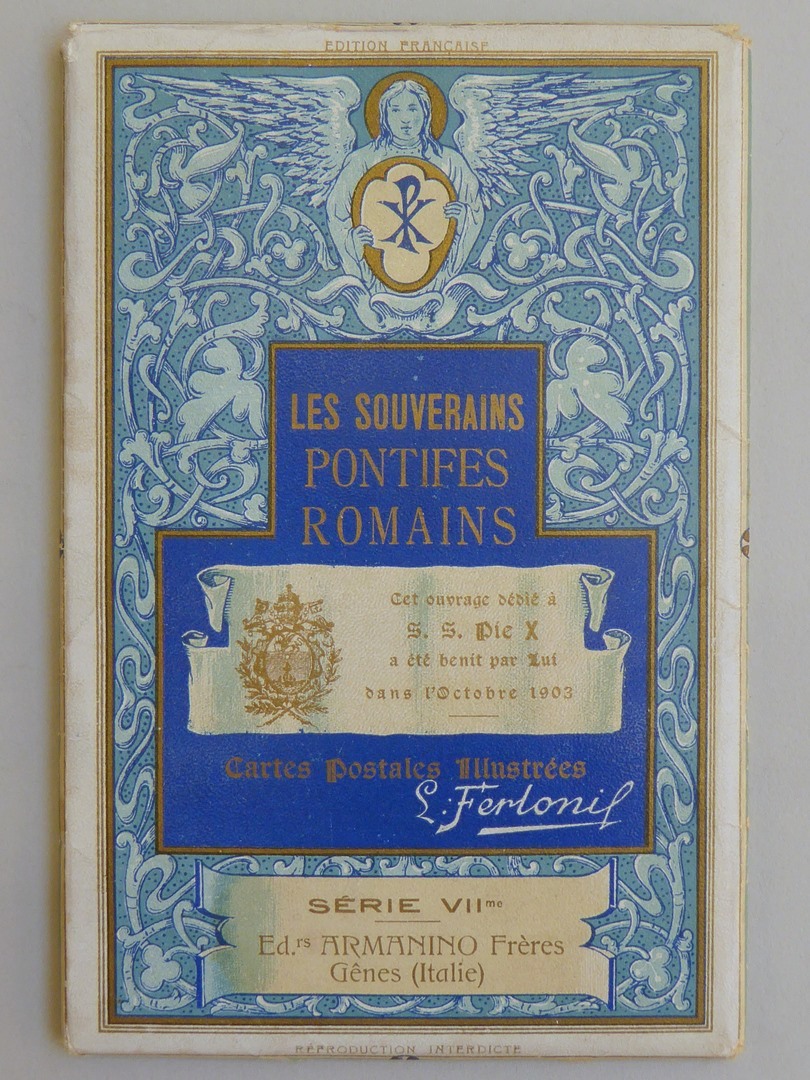 EDITION FRANÇAISE
LES SOUVERAINS
PONTIFES
ROMAINS
Cet ouvrage dédié à
S. S. Pie X
a été benit par Lui
dans l'Octobre 1903
Cartes Postales Illustrées
L. Ferloni
SÉRIE VIIme
Ed.rs ARMANINO Frères
Gênes (Italie)
REPRODUCTION INTERDICTE